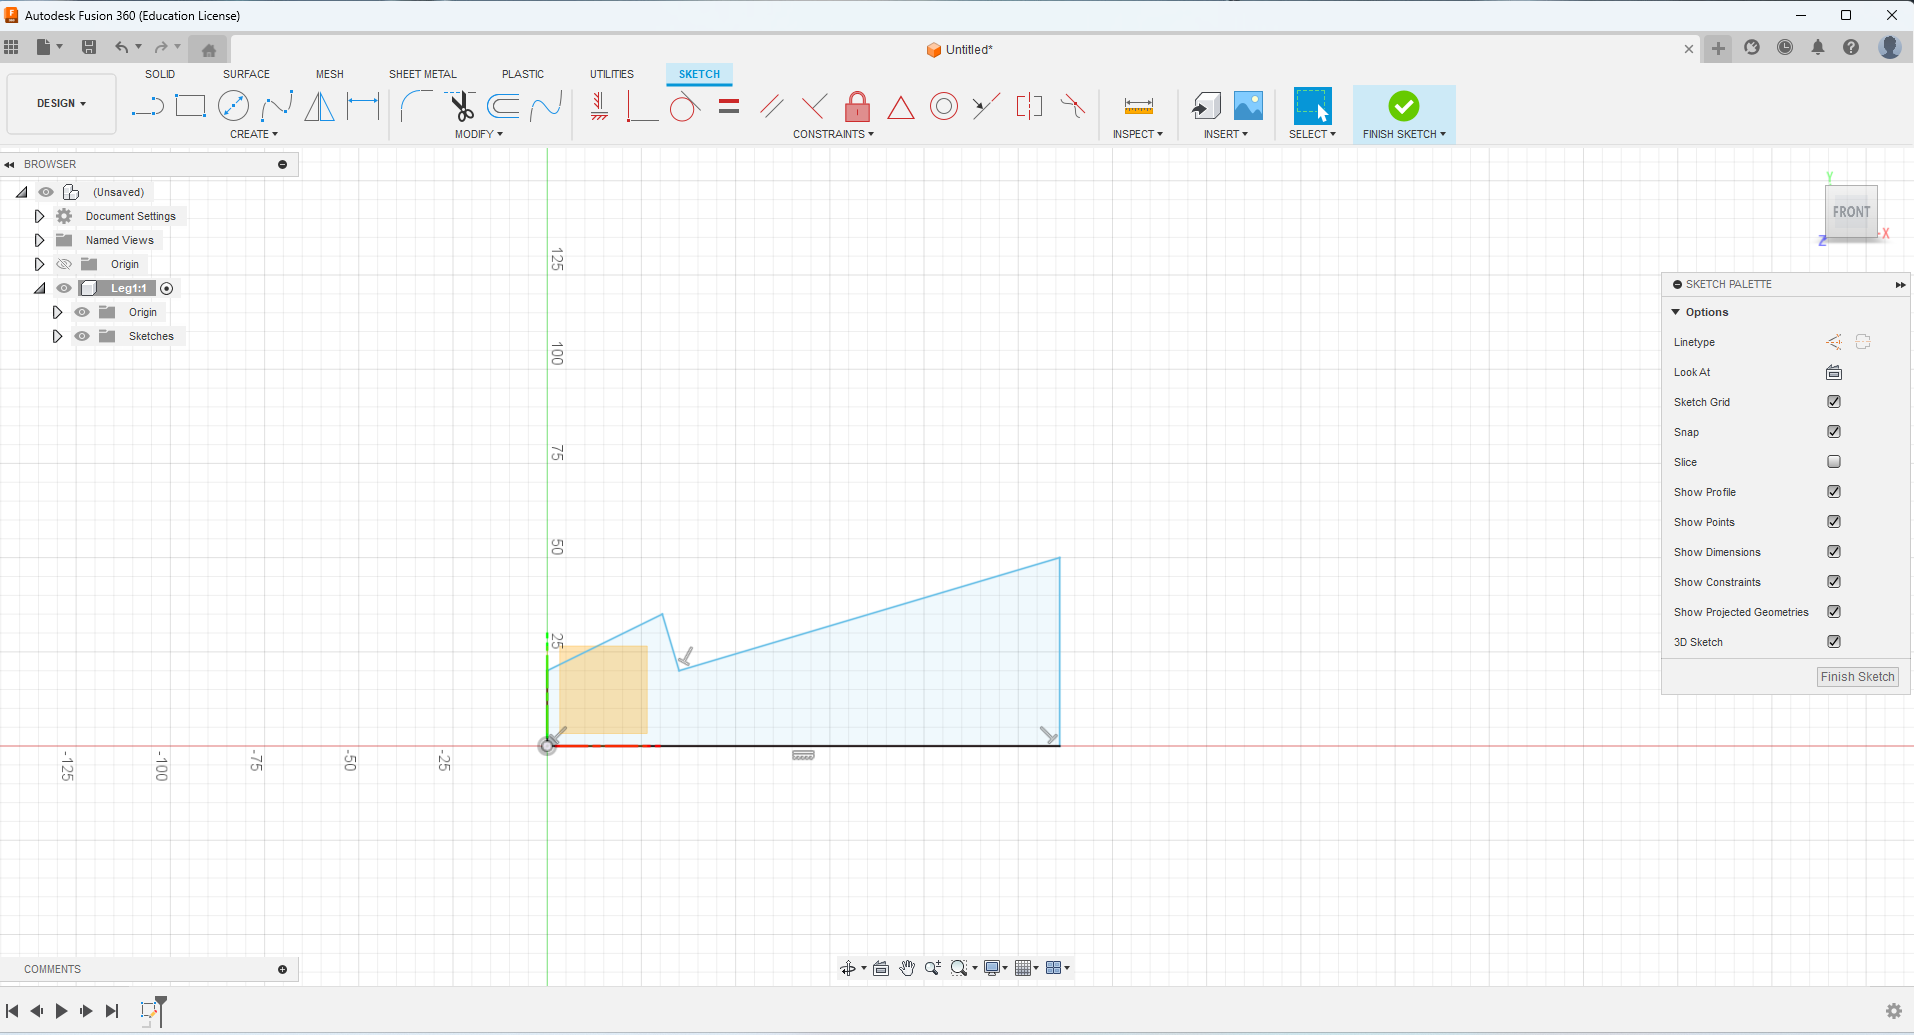 Autodesk Fusion 360 (Education License)
Untitled*
DESIGN
SOLID
SURFACE
MESH
SHEET METAL
PLASTIC
UTILITIES
SKETCH
CREATE
MODIFY
CONSTRAINTS
INSPECT
INSERT
SELECT
FINISH SKETCH
BROWSER
(Unsaved)
Document Settings
Named Views
Origin
Leg1:1
Origin
Sketches
Y
FRONT
X
Z
SKETCH PALETTE
Options
Linetype
Look At
Sketch Grid
Snap
Slice
Show Profile
Show Points
Show Dimensions
Show Constraints
Show Projected Geometries
3D Sketch
Finish Sketch
125
100
75
50
25
-125
-100
-75
-50
-25
COMMENTS